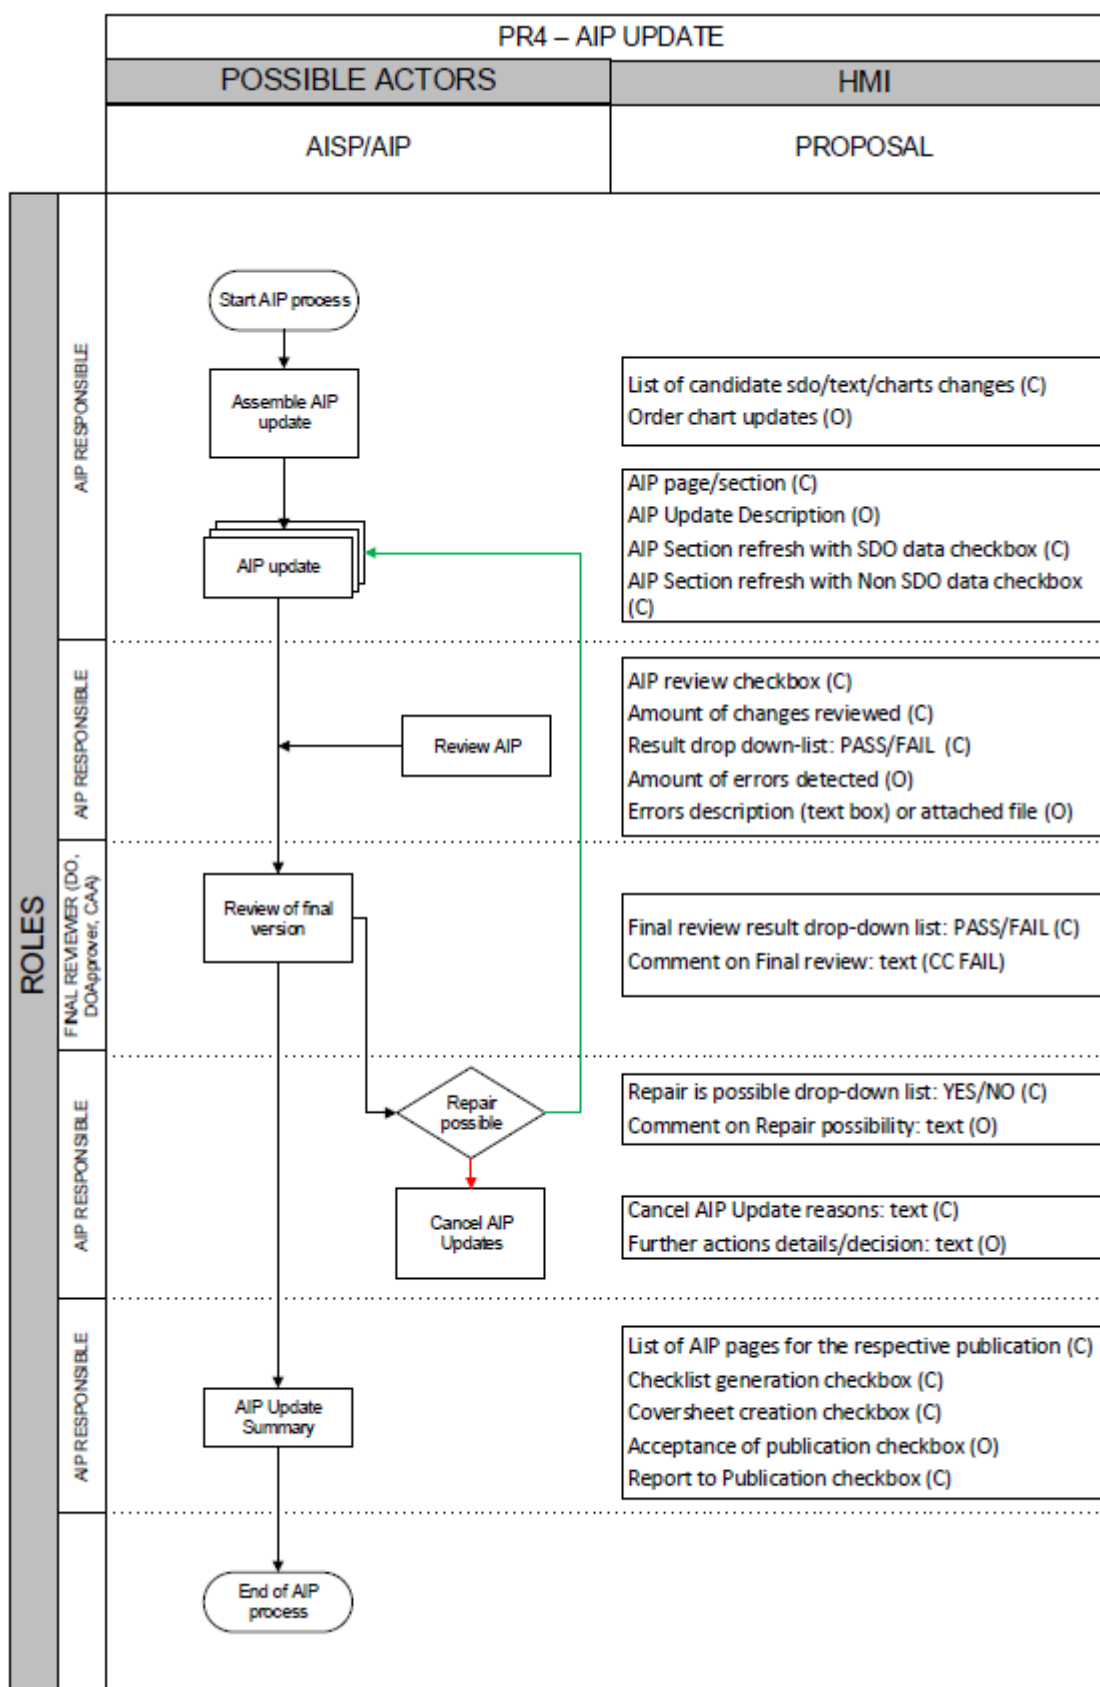 PR4 – AIP UPDATE
POSSIBLE ACTORS
HMI
AISP/AIP
PROPOSAL
ROLES
AIP RESPONSIBLE
Start AIP process
Assemble AIP
update
List of candidate sdo/text/charts changes (C)
Order chart updates (O)
AIP update
AIP page/section (C)
AIP Update Description (O)
AIP Section refresh with SDO data checkbox (C)
AIP Section refresh with Non SDO data checkbox
(C)
AIP RESPONSIBLE
Review AIP
AIP review checkbox (C)
Amount of changes reviewed (C)
Result drop down-list: PASS/FAIL (C)
Amount of errors detected (O)
Errors description (text box) or attached file (O)
FINAL REVIEWER (DO,
DOApprover, CAA)
Review of final
version
Final review result drop-down list: PASS/FAIL (C)
Comment on Final review: text (CC FAIL)
AIP RESPONSIBLE
Repair
possible
Repair is possible drop-down list: YES/NO (C)
Comment on Repair possibility: text (O)
Cancel AIP
Updates
Cancel AIP Update reasons: text (C)
Further actions details/decision: text (O)
AIP RESPONSIBLE
AIP Update
Summary
List of AIP pages for the respective publication (C)
Checklist generation checkbox (C)
Coversheet creation checkbox (C)
Acceptance of publication checkbox (O)
Report to Publication checkbox (C)
End of AIP
process